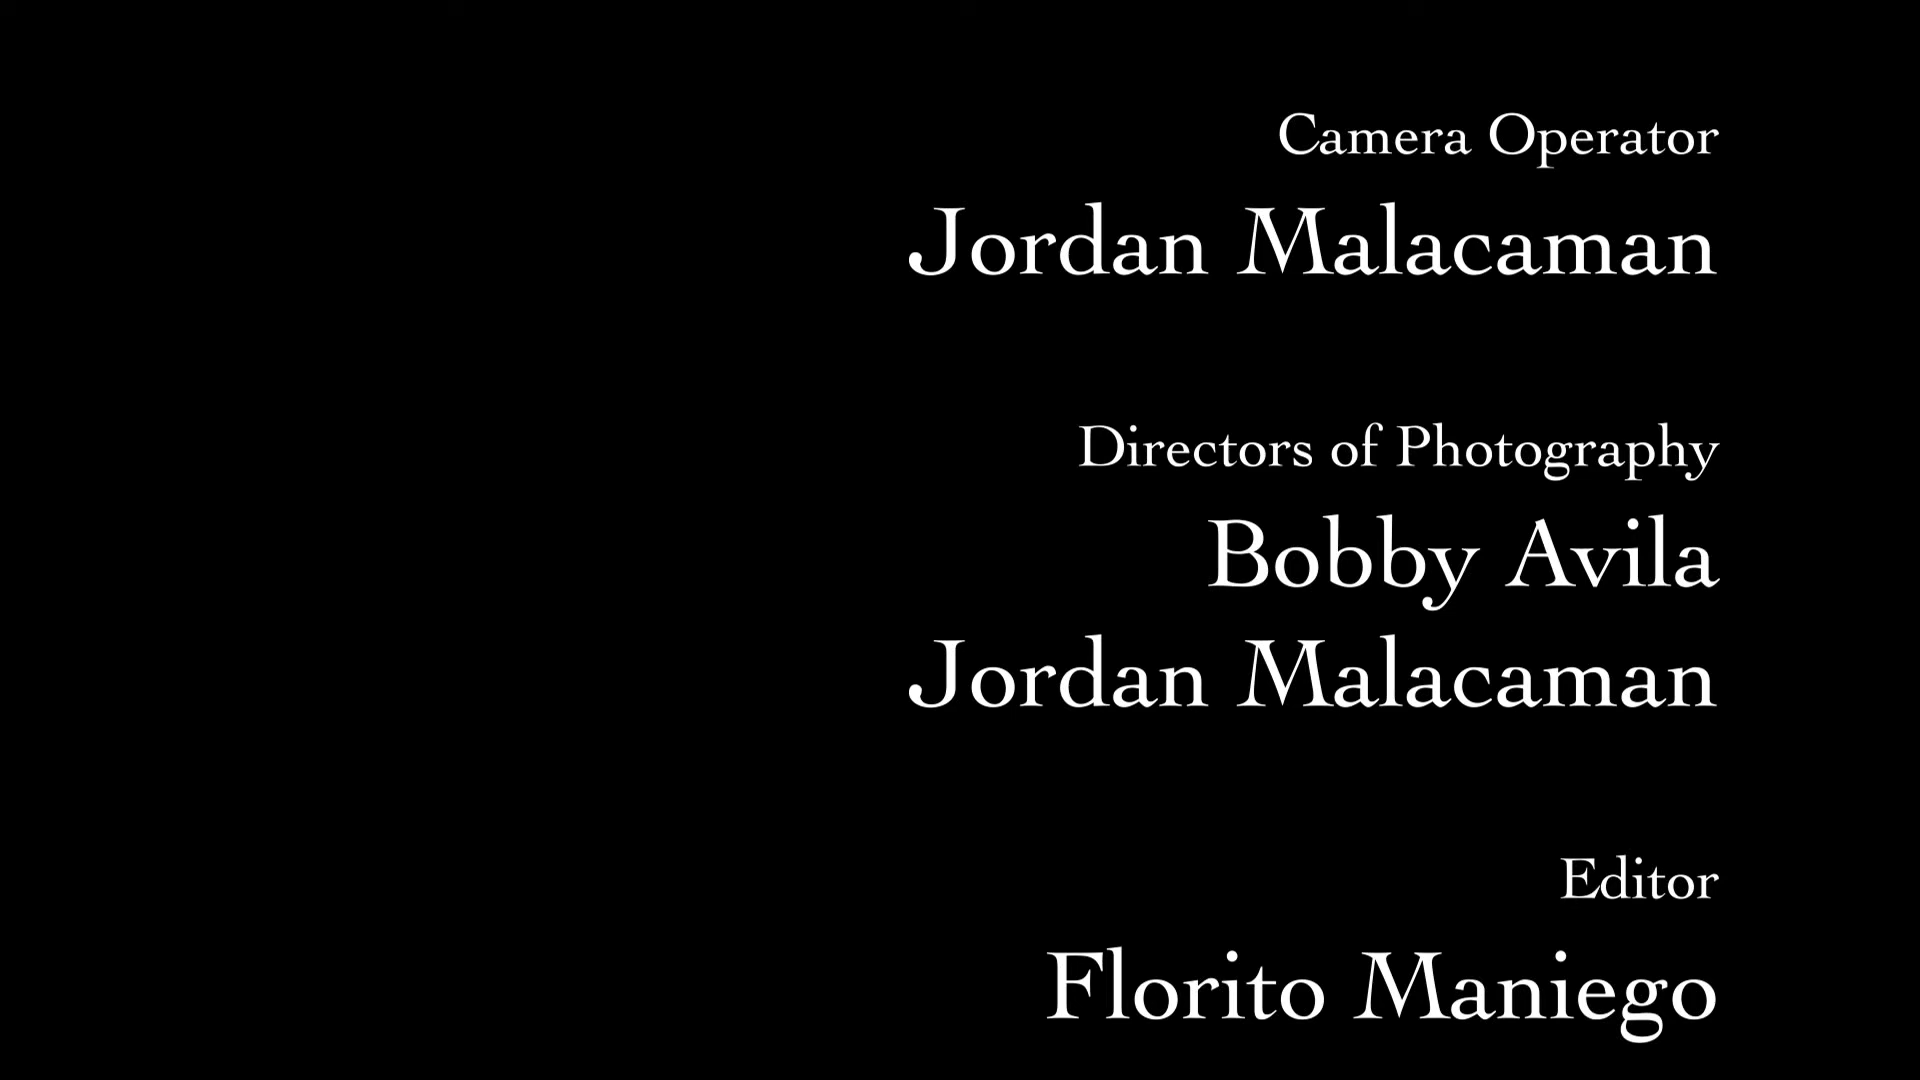 Camera Operator
Jordan Malacaman
Directors of Photography
Bobby Avila
Jordan Malacaman
Editor
Florito Maniego